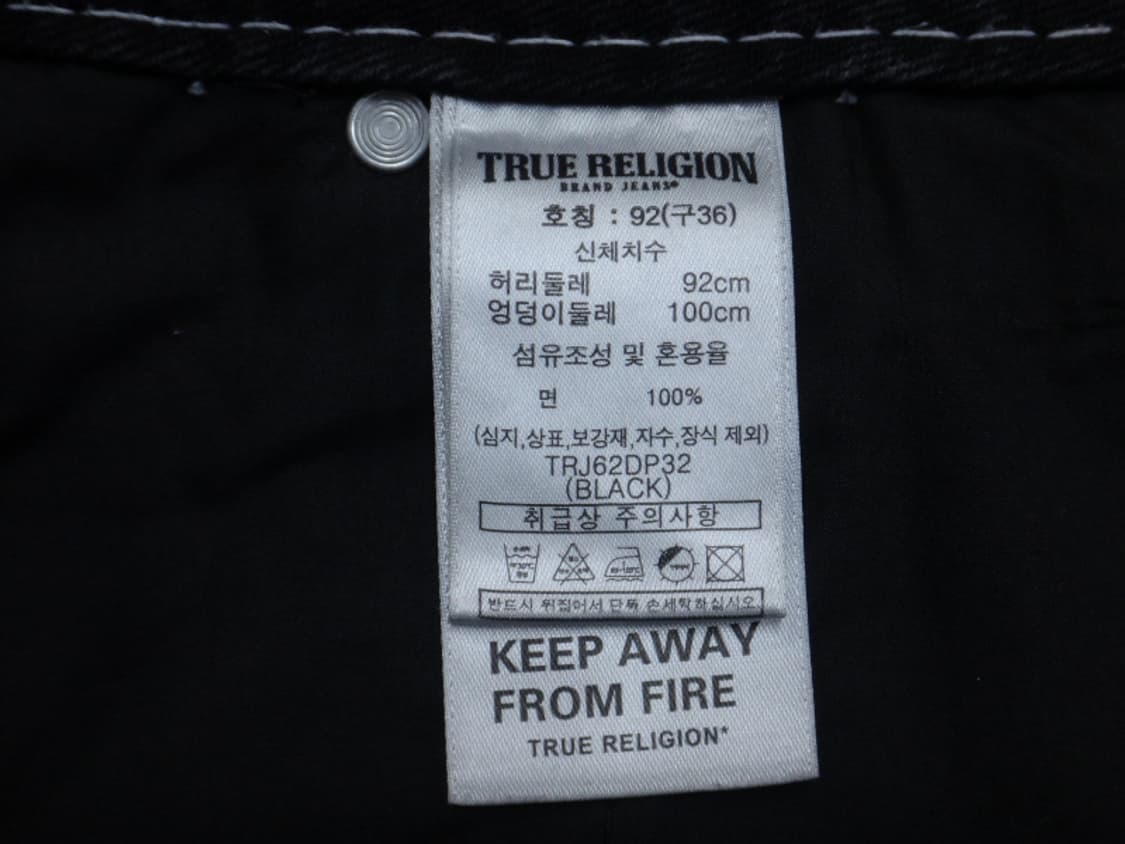 TRUE RELIGION
BRAND JEANS
호칭 : 92(구36)
신체치수
허리둘레 92cm
엉덩이둘레 100cm
섬유조성 및 혼용율
면 100%
(심지,상표,보강재,자수,장식 제외)
TRJ62DP32
(BLACK)
취급상 주의사항
반드시 뒤집어서 단독 손세탁하십시오
KEEP AWAY
FROM FIRE
TRUE RELIGION*